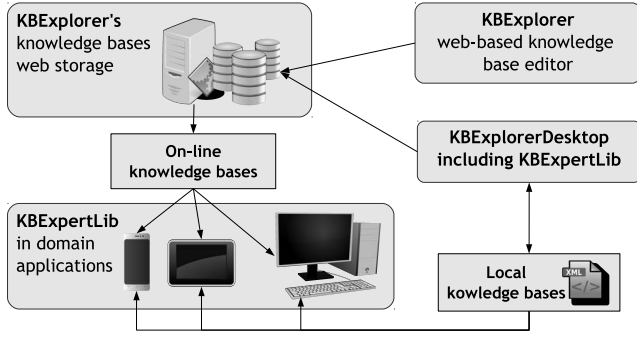 KBExplorer's
knowledge bases
web storage
KBExplorer
web-based knowledge
base editor
On-line
knowledge bases
KBExplorerDesktop
including KBExpertLib
KBExpertLib
in domain
applications
Local
kowledge bases
XML
</>